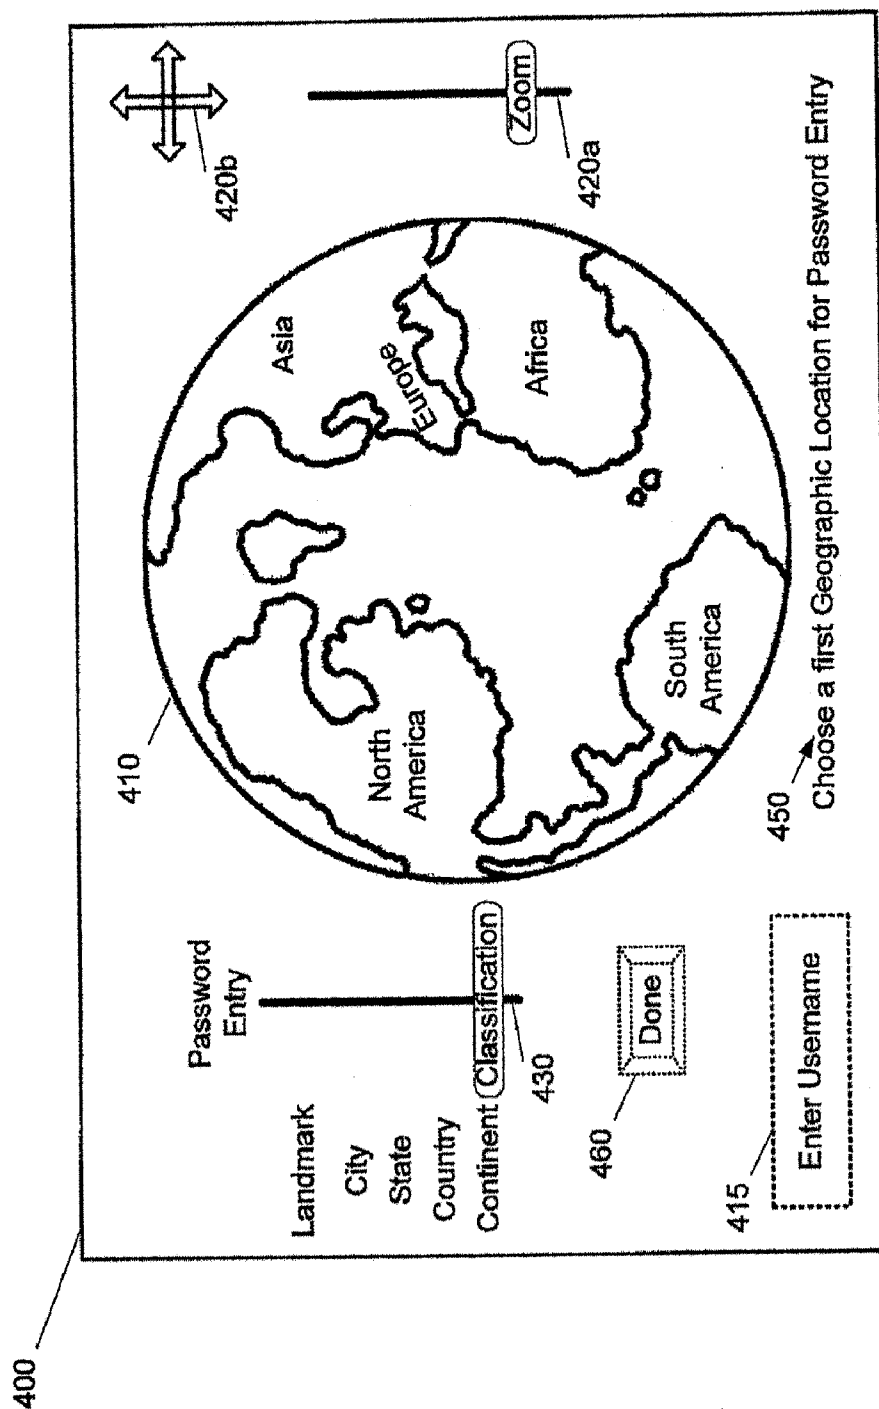 400
Password
Entry
Landmark
City
State
Country
Continent
Classification
430
460
Done
415
Enter Username
410
North
America
South
America
Europe
Asia
Africa
420b
Zoom
420a
450
Choose a first Geographic Location for Password Entry